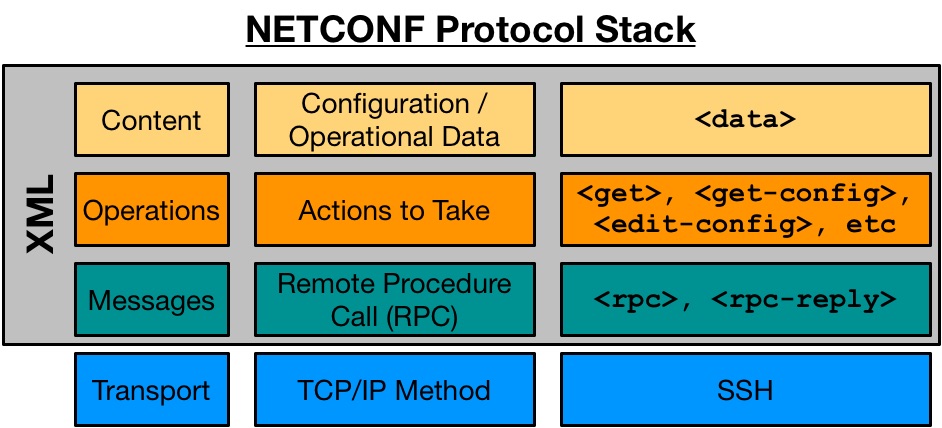 NETCONF Protocol Stack
XML
Content
Configuration /
Operational Data
<data>
Operations
Actions to Take
<get>, <get-config>,
<edit-config>, etc
Messages
Remote Procedure
Call (RPC)
<rpc>, <rpc-reply>
Transport
TCP/IP Method
SSH